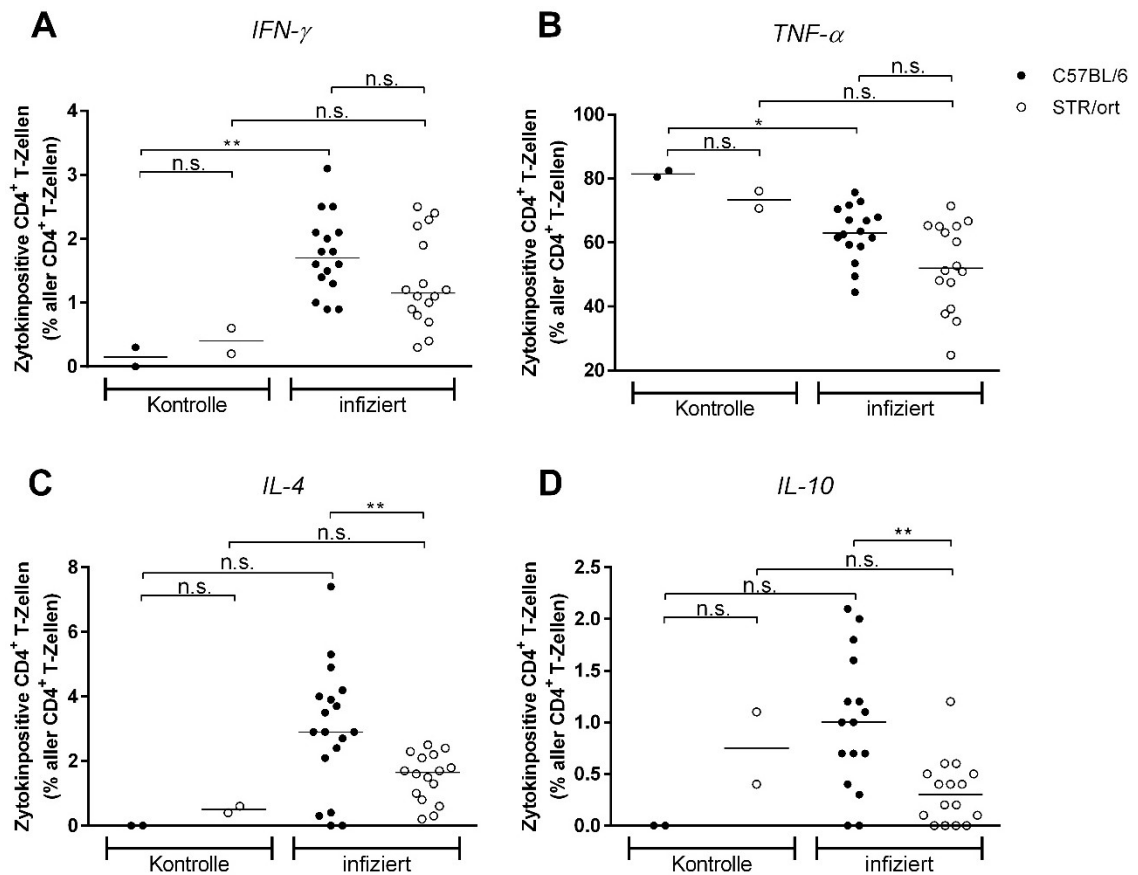 A
IFN-γ
n.s.
n.s.
**
n.s.
Zytokinpositive CD4+ T-Zellen
(% aller CD4+ T-Zellen)
4
3
2
1
0
Kontrolle
infiziert
B
TNF-α
n.s.
n.s.
*
n.s.
Zytokinpositive CD4+ T-Zellen
(% aller CD4+ T-Zellen)
100
80
60
40
20
Kontrolle
infiziert
C57BL/6
STR/ort
C
IL-4
**
n.s.
n.s.
n.s.
Zytokinpositive CD4+ T-Zellen
(% aller CD4+ T-Zellen)
8
6
4
2
0
Kontrolle
infiziert
D
IL-10
**
n.s.
n.s.
n.s.
Zytokinpositive CD4+ T-Zellen
(% aller CD4+ T-Zellen)
2.5
2.0
1.5
1.0
0.5
0.0
Kontrolle
infiziert